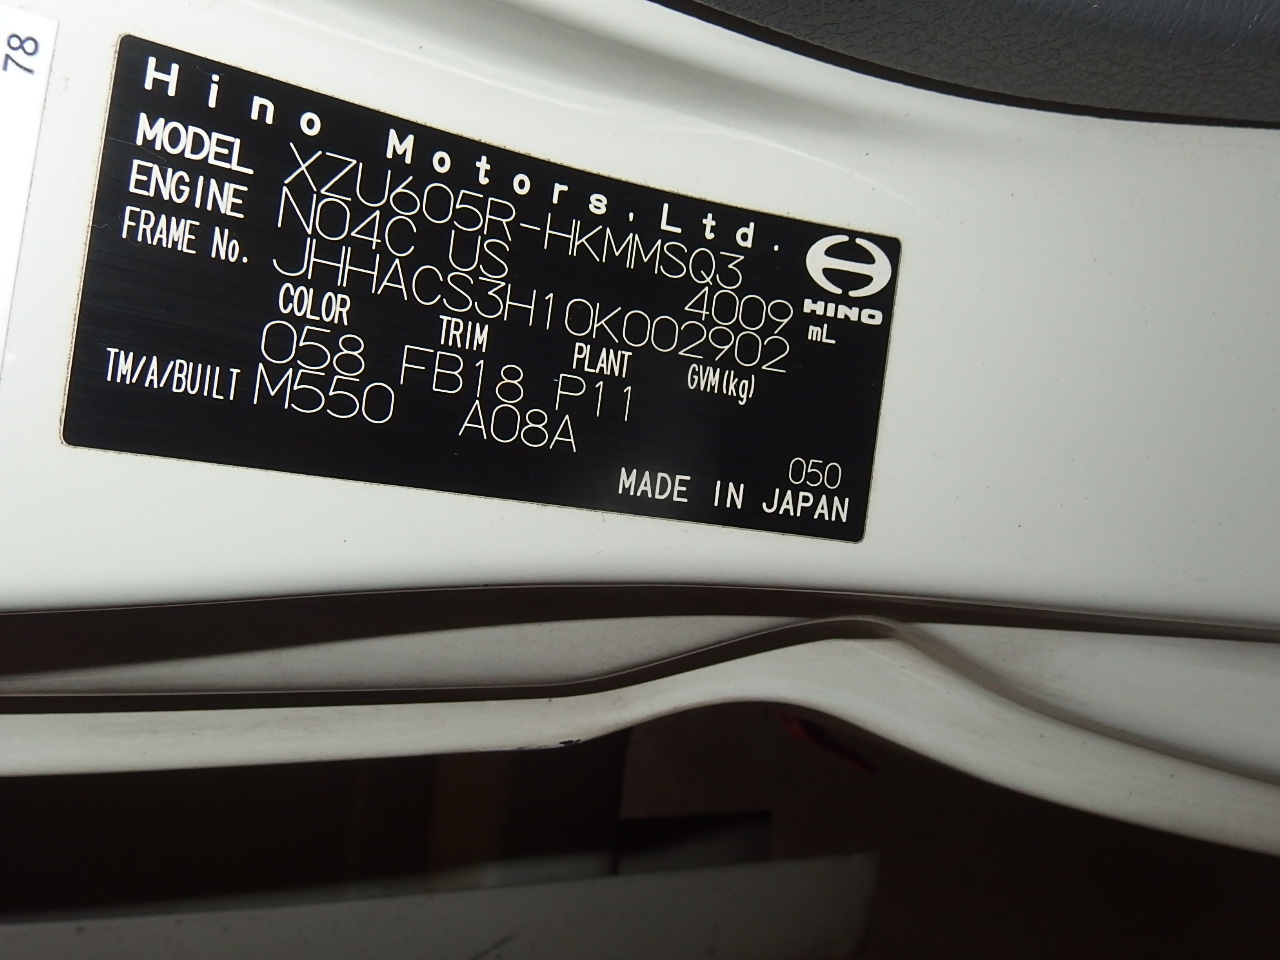 78
Hino Motors,Ltd.
MODEL XZU605R-HKMMSQ3
ENGINE N04C US 4009 mL
FRAME No. JHHACS3H10K002902
COLOR TRIM PLANT GVM(kg)
058 FB18 P11
TM/A/BUILT M550 A08A
050
MADE IN JAPAN
HINO